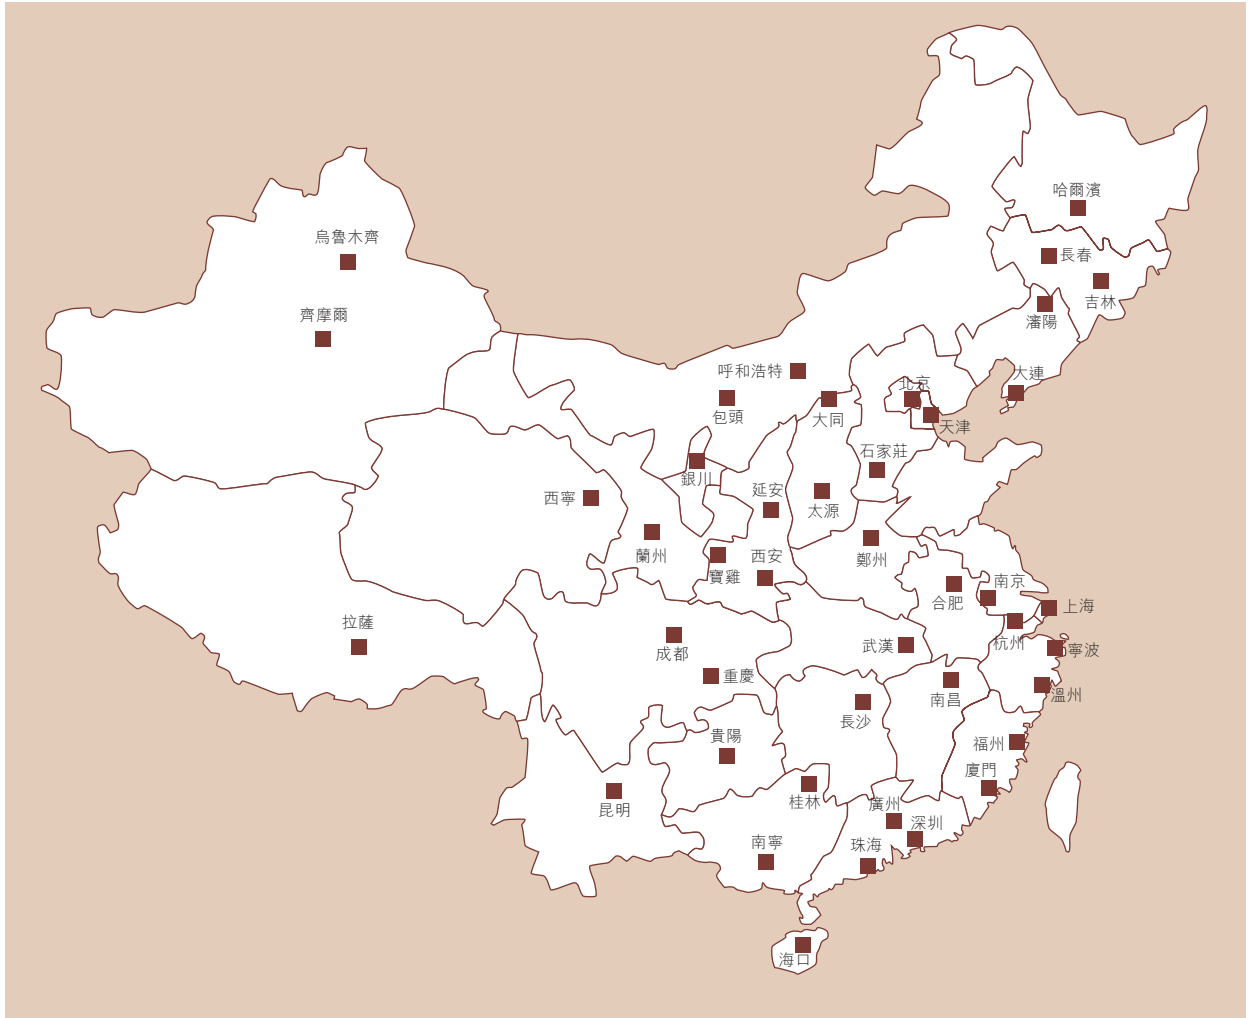 哈爾濱
烏魯木齊
長春
吉林
齊摩爾
瀋陽
呼和浩特
大連
北京
包頭
大同
天津
石家莊
銀川
延安
西寧
太源
蘭州
寶雞
西安
鄭州
南京
合肥
上海
拉薩
杭州
武漢
寧波
成都
重慶
南昌
溫州
長沙
貴陽
福州
廈門
昆明
桂林
廣州
深圳
南寧
珠海
海口